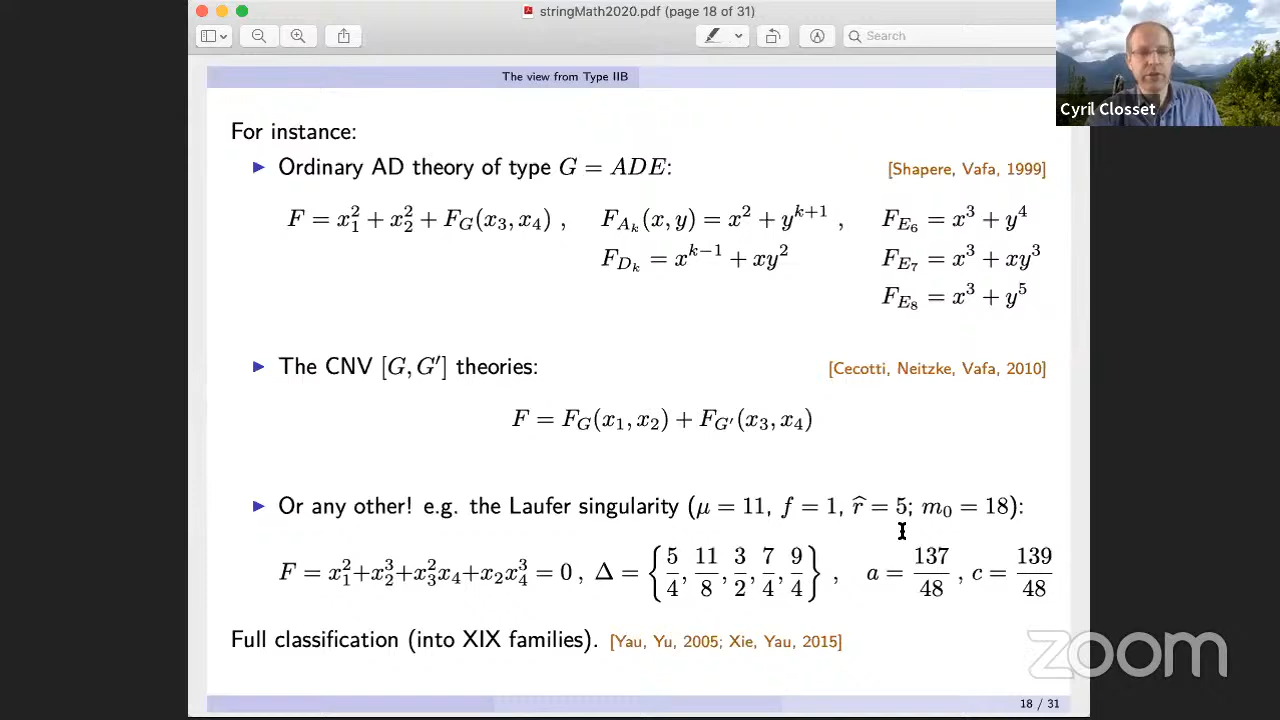 stringMath2020.pdf (page 18 of 31)
Search
Cyril Closset
The view from Type IIB
For instance:
Ordinary AD theory of type G = ADE: [Shapere, Vafa, 1999]
F = x₁² + x₂² + F_G(x₃, x₄) , F_{A_k}(x, y) = x² + y^{k+1} , F_{E₆} = x³ + y⁴
F_{D_k} = x^{k−1} + xy² F_{E₇} = x³ + xy³
F_{E₈} = x³ + y⁵
The CNV [G, G′] theories: [Cecotti, Neitzke, Vafa, 2010]
F = F_G(x₁, x₂) + F_{G′}(x₃, x₄)
Or any other! e.g. the Laufer singularity (μ = 11, f = 1, r̂ = 5; m₀ = 18):
F = x₁²+x₂³+x₃²x₄+x₂x₄³ = 0 , Δ = {5/4, 11/8, 3/2, 7/4, 9/4} , a = 137/48 , c = 139/48
Full classification (into XIX families). [Yau, Yu, 2005; Xie, Yau, 2015]
18 / 31
zoom